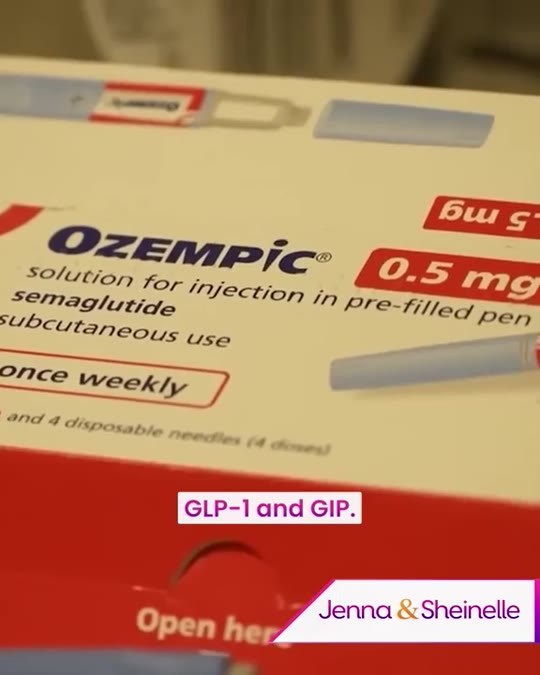 Ozempic
.5 mg
OZEMPIC®
0.5 mg
solution for injection in pre-filled pen
semaglutide
subcutaneous use
once weekly
and 4 disposable needles (4 doses)
GLP-1 and GIP.
Open here
Jenna & Sheinelle